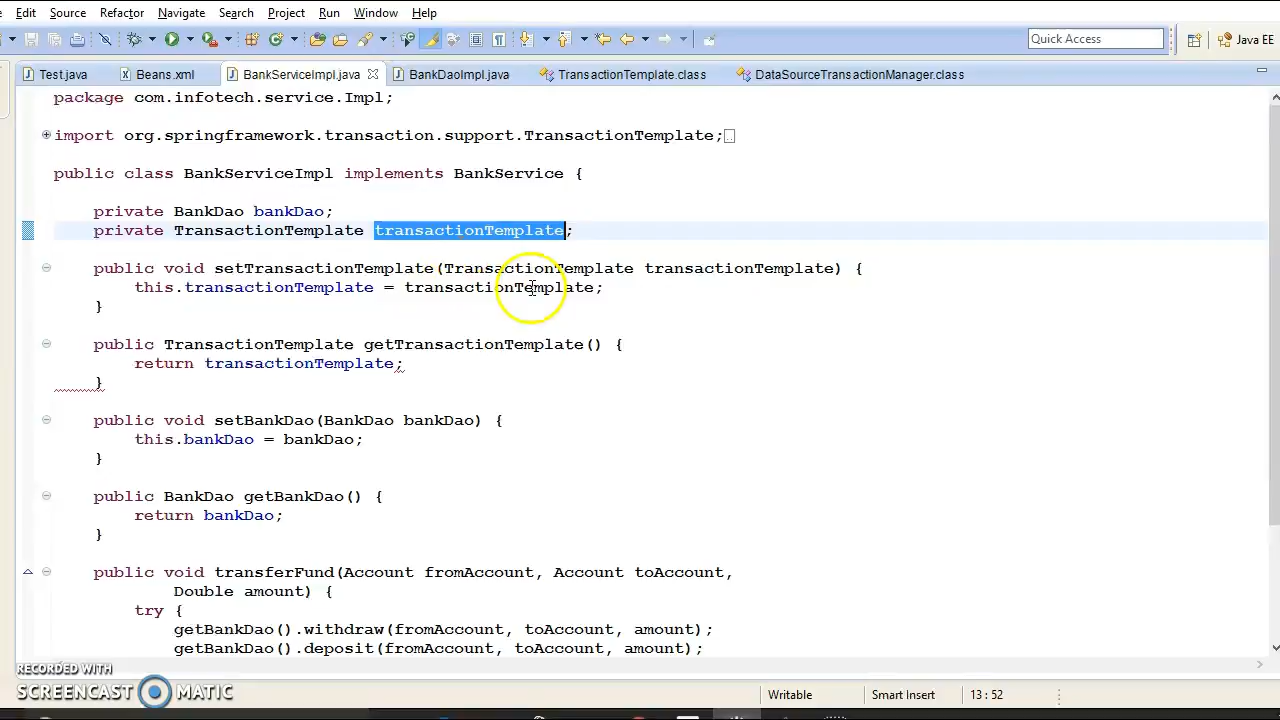 Edit Source Refactor Navigate Search Project Run Window Help
Quick Access
Java EE
Test.java Beans.xml BankServiceImpl.java BankDaoImpl.java TransactionTemplate.class DataSourceTransactionManager.class
package com.infotech.service.Impl;
import org.springframework.transaction.support.TransactionTemplate;
public class BankServiceImpl implements BankService {
private BankDao bankDao;
private TransactionTemplate transactionTemplate;
public void setTransactionTemplate(TransactionTemplate transactionTemplate) {
this.transactionTemplate = transactionTemplate;
}
public TransactionTemplate getTransactionTemplate() {
return transactionTemplate;
}
public void setBankDao(BankDao bankDao) {
this.bankDao = bankDao;
}
public BankDao getBankDao() {
return bankDao;
}
public void transferFund(Account fromAccount, Account toAccount,
Double amount) {
try {
getBankDao().withdraw(fromAccount, toAccount, amount);
getBankDao().deposit(fromAccount, toAccount, amount);
RECORDED WITH
SCREENCAST MATIC
Writable Smart Insert 13 : 52